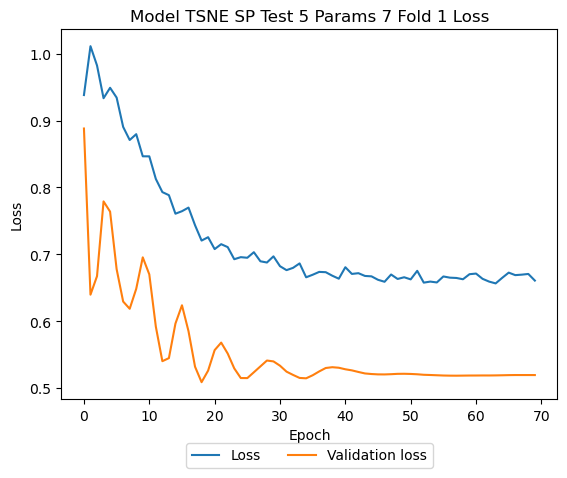 Model TSNE SP Test 5 Params 7 Fold 1 Loss
1.0
0.9
0.8
0.7
0.6
0.5
Loss
0 10 20 30 40 50 60 70
Epoch
Loss Validation loss